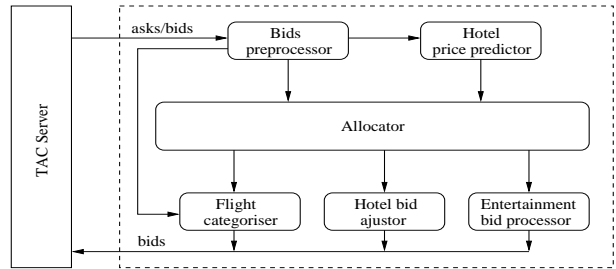 TAC Server
asks/bids
Bids
preprocessor
Hotel
price predictor
Allocator
Flight
categoriser
Hotel bid
ajustor
Entertainment
bid processor
bids